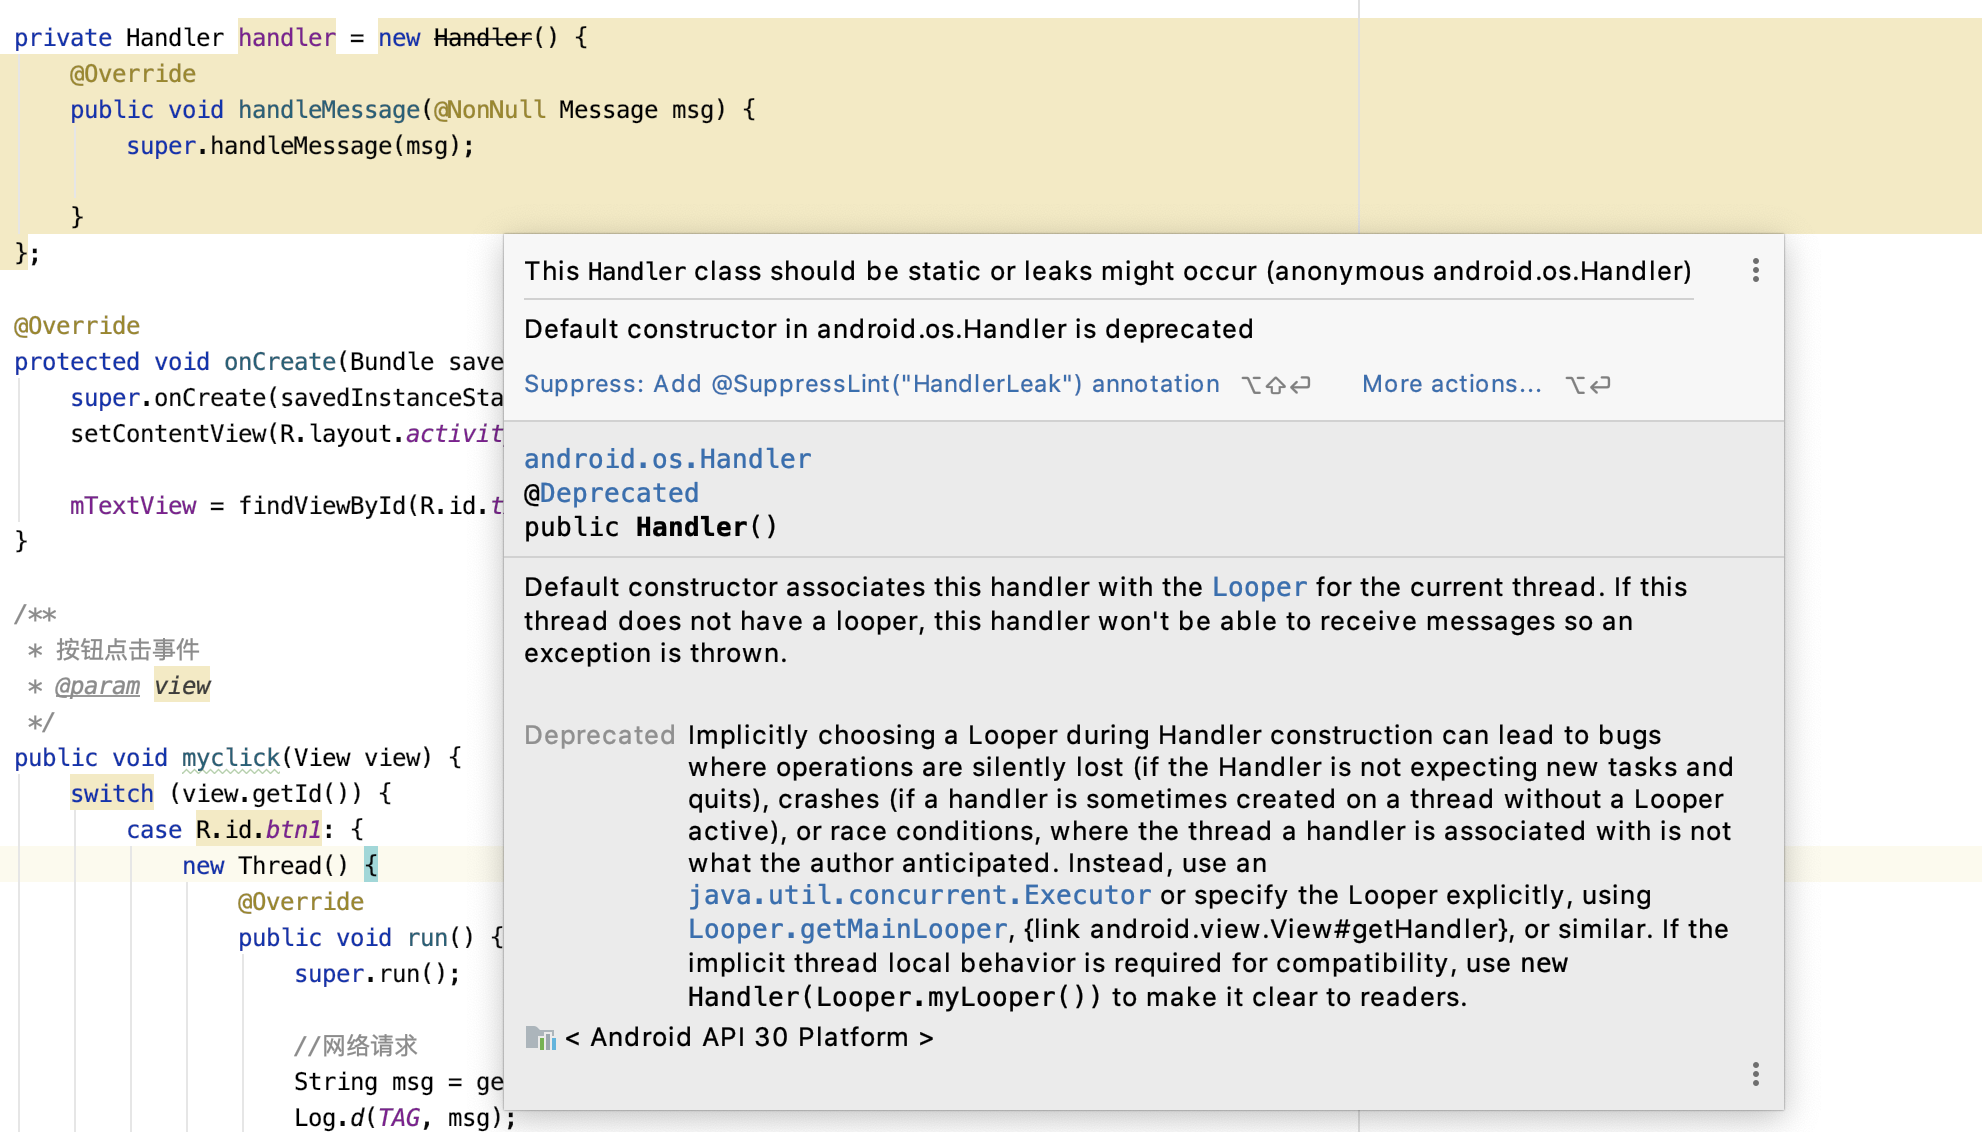 private Handler handler = new Handler() {
@Override
public void handleMessage(@NonNull Message msg) {
super.handleMessage(msg);
}
};
@Override
protected void onCreate(Bundle save
super.onCreate(savedInstanceSta
setContentView(R.layout.activit
mTextView = findViewById(R.id.t
}
/**
* 按钮点击事件
* @param view
*/
public void myclick(View view) {
switch (view.getId()) {
case R.id.btn1: {
new Thread() {
@Override
public void run() {
super.run();
//网络请求
String msg = ge
Log.d(TAG, msg);
This Handler class should be static or leaks might occur (anonymous android.os.Handler)
Default constructor in android.os.Handler is deprecated
Suppress: Add @SuppressLint("HandlerLeak") annotation ⌥⇧⏎ More actions... ⌥⏎
android.os.Handler
@Deprecated
public Handler()
Default constructor associates this handler with the Looper for the current thread. If this
thread does not have a looper, this handler won't be able to receive messages so an
exception is thrown.
Deprecated Implicitly choosing a Looper during Handler construction can lead to bugs
where operations are silently lost (if the Handler is not expecting new tasks and
quits), crashes (if a handler is sometimes created on a thread without a Looper
active), or race conditions, where the thread a handler is associated with is not
what the author anticipated. Instead, use an
java.util.concurrent.Executor or specify the Looper explicitly, using
Looper.getMainLooper, {link android.view.View#getHandler}, or similar. If the
implicit thread local behavior is required for compatibility, use new
Handler(Looper.myLooper()) to make it clear to readers.
< Android API 30 Platform >